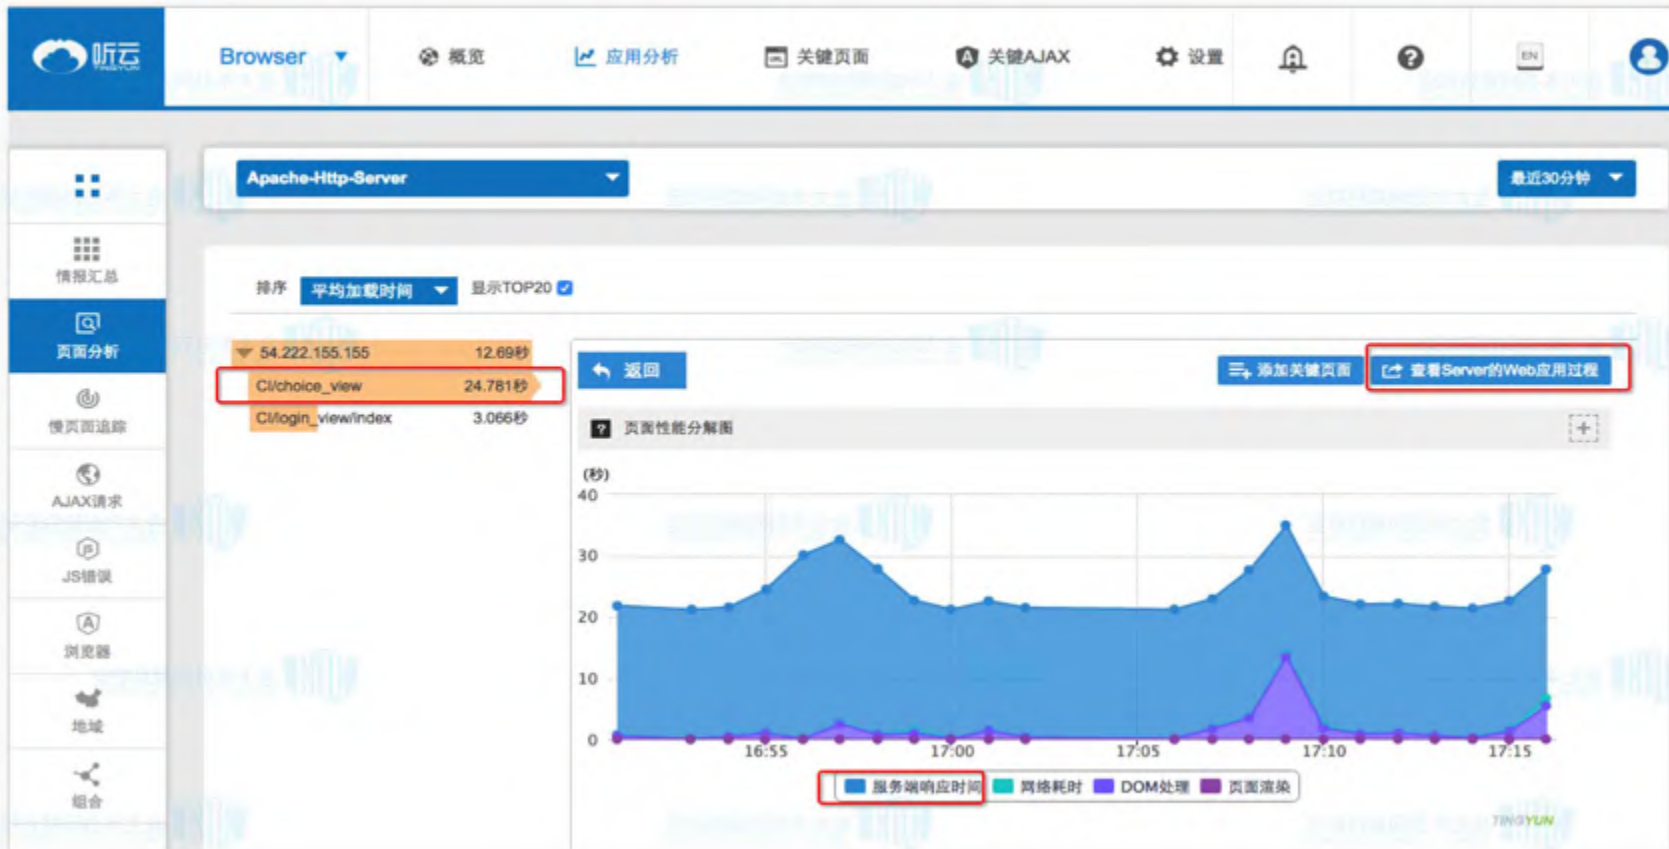 听云
TINGYUN
Browser
概览
应用分析
关键页面
关键AJAX
设置
EN
Apache-Http-Server
最近30分钟
情报汇总
页面分析
慢页面追踪
AJAX请求
JS错误
浏览器
地域
组合
排序 平均加载时间 显示TOP20
54.222.155.155 12.69秒
CI/choice_view 24.781秒
CI/login_view/index 3.066秒
返回
添加关键页面
查看Server的Web应用过程
页面性能分解图
(秒)
40
30
20
10
0
16:55 17:00 17:05 17:10 17:15
服务端响应时间 网络耗时 DOM处理 页面渲染
TINGYUN